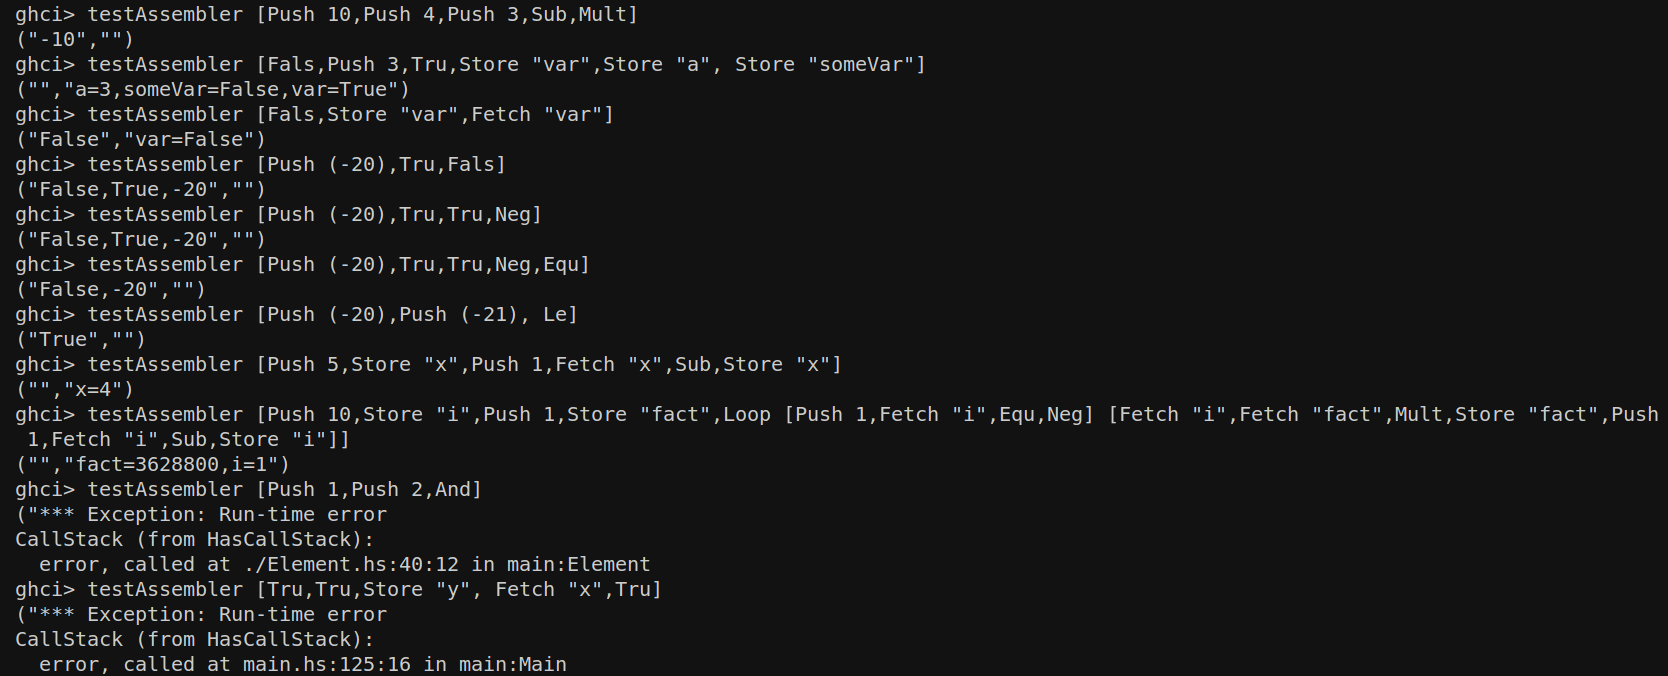 ghci> testAssembler [Push 10,Push 4,Push 3,Sub,Mult]
("-10","")
ghci> testAssembler [Fals,Push 3,Tru,Store "var",Store "a", Store "someVar"]
("","a=3,someVar=False,var=True")
ghci> testAssembler [Fals,Store "var",Fetch "var"]
("False","var=False")
ghci> testAssembler [Push (-20),Tru,Fals]
("False,True,-20","")
ghci> testAssembler [Push (-20),Tru,Tru,Neg]
("False,True,-20","")
ghci> testAssembler [Push (-20),Tru,Tru,Neg,Equ]
("False,-20","")
ghci> testAssembler [Push (-20),Push (-21), Le]
("True","")
ghci> testAssembler [Push 5,Store "x",Push 1,Fetch "x",Sub,Store "x"]
("","x=4")
ghci> testAssembler [Push 10,Store "i",Push 1,Store "fact",Loop [Push 1,Fetch "i",Equ,Neg] [Fetch "i",Fetch "fact",Mult,Store "fact",Push
 1,Fetch "i",Sub,Store "i"]]
("","fact=3628800,i=1")
ghci> testAssembler [Push 1,Push 2,And]
("*** Exception: Run-time error
CallStack (from HasCallStack):
  error, called at ./Element.hs:40:12 in main:Element
ghci> testAssembler [Tru,Tru,Store "y", Fetch "x",Tru]
("*** Exception: Run-time error
CallStack (from HasCallStack):
  error, called at main.hs:125:16 in main:Main